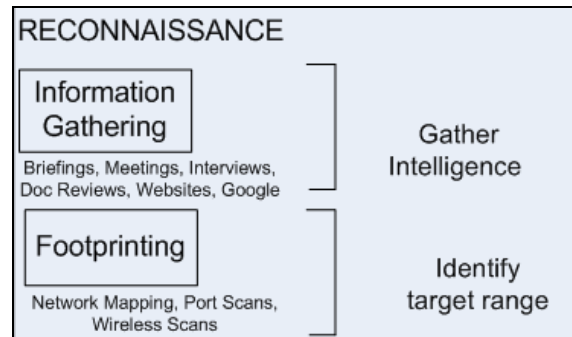 RECONNAISSANCE
Information
Gathering
Briefings, Meetings, Interviews,
Doc Reviews, Websites, Google
Gather
Intelligence
Footprinting
Network Mapping, Port Scans,
Wireless Scans
Identify
target range